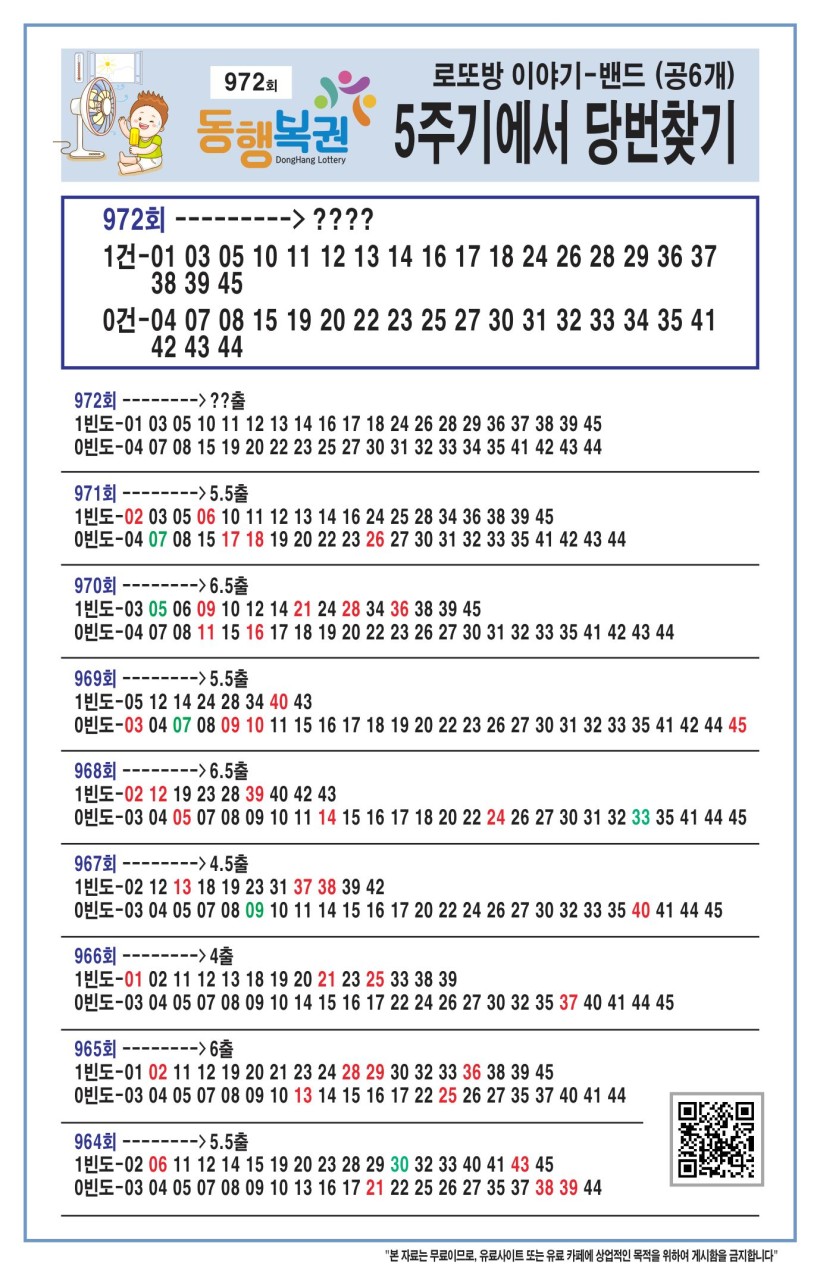 972회
동행복권
DongHang Lottery
로또방 이야기-밴드 (공6개)
5주기에서 당번찾기
972회 ---------> ????
1건-01 03 05 10 11 12 13 14 16 17 18 24 26 28 29 36 37
38 39 45
0건-04 07 08 15 19 20 22 23 25 27 30 31 32 33 34 35 41
42 43 44
972회 --------> ??출
1빈도-01 03 05 10 11 12 13 14 16 17 18 24 26 28 29 36 37 38 39 45
0빈도-04 07 08 15 19 20 22 23 25 27 30 31 32 33 34 35 41 42 43 44
971회 --------> 5.5출
1빈도-02 03 05 06 10 11 12 13 14 16 24 25 28 34 36 38 39 45
0빈도-04 07 08 15 17 18 19 20 22 23 26 27 30 31 32 33 35 41 42 43 44
970회 --------> 6.5출
1빈도-03 05 06 09 10 12 14 21 24 28 34 36 38 39 45
0빈도-04 07 08 11 15 16 17 18 19 20 22 23 26 27 30 31 32 33 35 41 42 43 44
969회 --------> 5.5출
1빈도-05 12 14 24 28 34 40 43
0빈도-03 04 07 08 09 10 11 15 16 17 18 19 20 22 23 26 27 30 31 32 33 35 41 42 44 45
968회 --------> 6.5출
1빈도-02 12 19 23 28 39 40 42 43
0빈도-03 04 05 07 08 09 10 11 14 15 16 17 18 20 22 24 26 27 30 31 32 33 35 41 44 45
967회 --------> 4.5출
1빈도-02 12 13 18 19 23 31 37 38 39 42
0빈도-03 04 05 07 08 09 10 11 14 15 16 17 20 22 24 26 27 30 32 33 35 40 41 44 45
966회 --------> 4출
1빈도-01 02 11 12 13 18 19 20 21 23 25 33 38 39
0빈도-03 04 05 07 08 09 10 14 15 16 17 22 24 26 27 30 32 35 37 40 41 44 45
965회 --------> 6출
1빈도-01 02 11 12 19 20 21 23 24 28 29 30 32 33 36 38 39 45
0빈도-03 04 05 07 08 09 10 13 14 15 16 17 22 25 26 27 35 37 40 41 44
964회 --------> 5.5출
1빈도-02 06 11 12 14 15 19 20 23 28 29 30 32 33 40 41 43 45
0빈도-03 04 05 07 08 09 10 13 16 17 21 22 25 26 27 35 37 38 39 44
"본 자료는 무료이므로, 유료사이트 또는 유료 카페에 상업적인 목적을 위하여 게시함을 금지합니다"